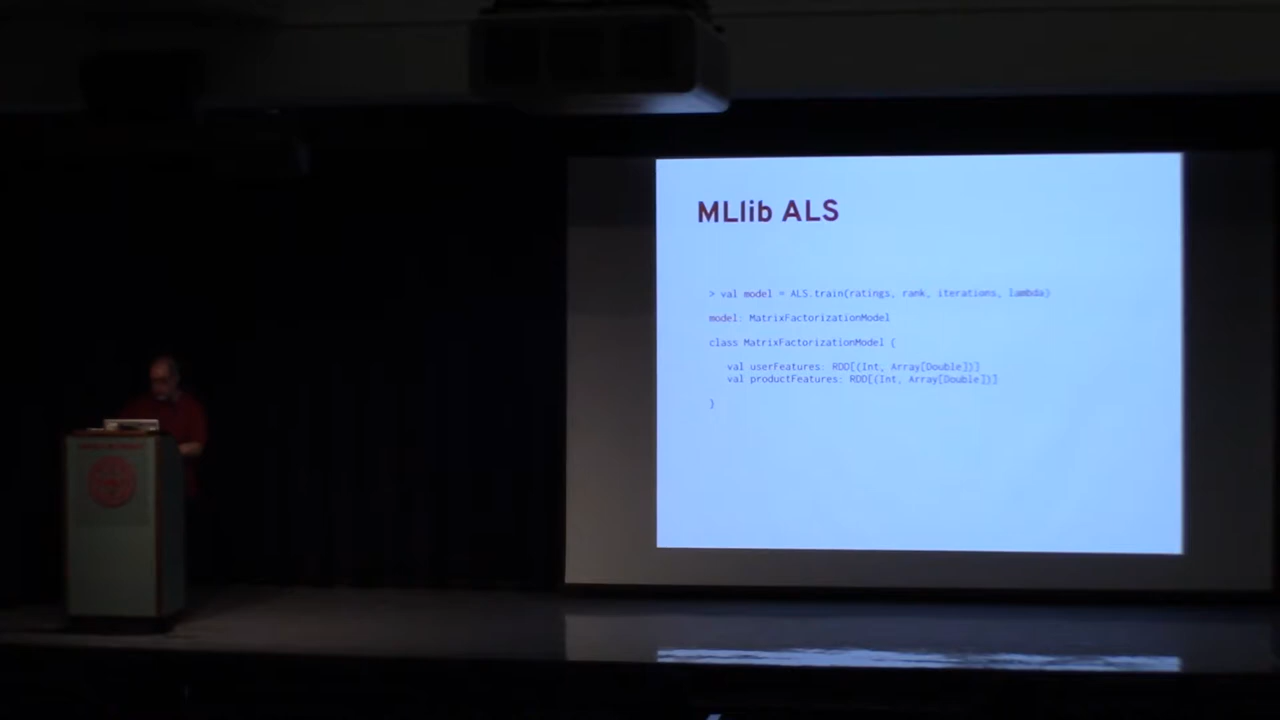 MLlib ALS
> val model = ALS.train(ratings, rank, iterations, lambda)
model: MatrixFactorizationModel
class MatrixFactorizationModel {
val userFeatures: RDD[(Int, Array[Double])]
val productFeatures: RDD[(Int, Array[Double])]
}